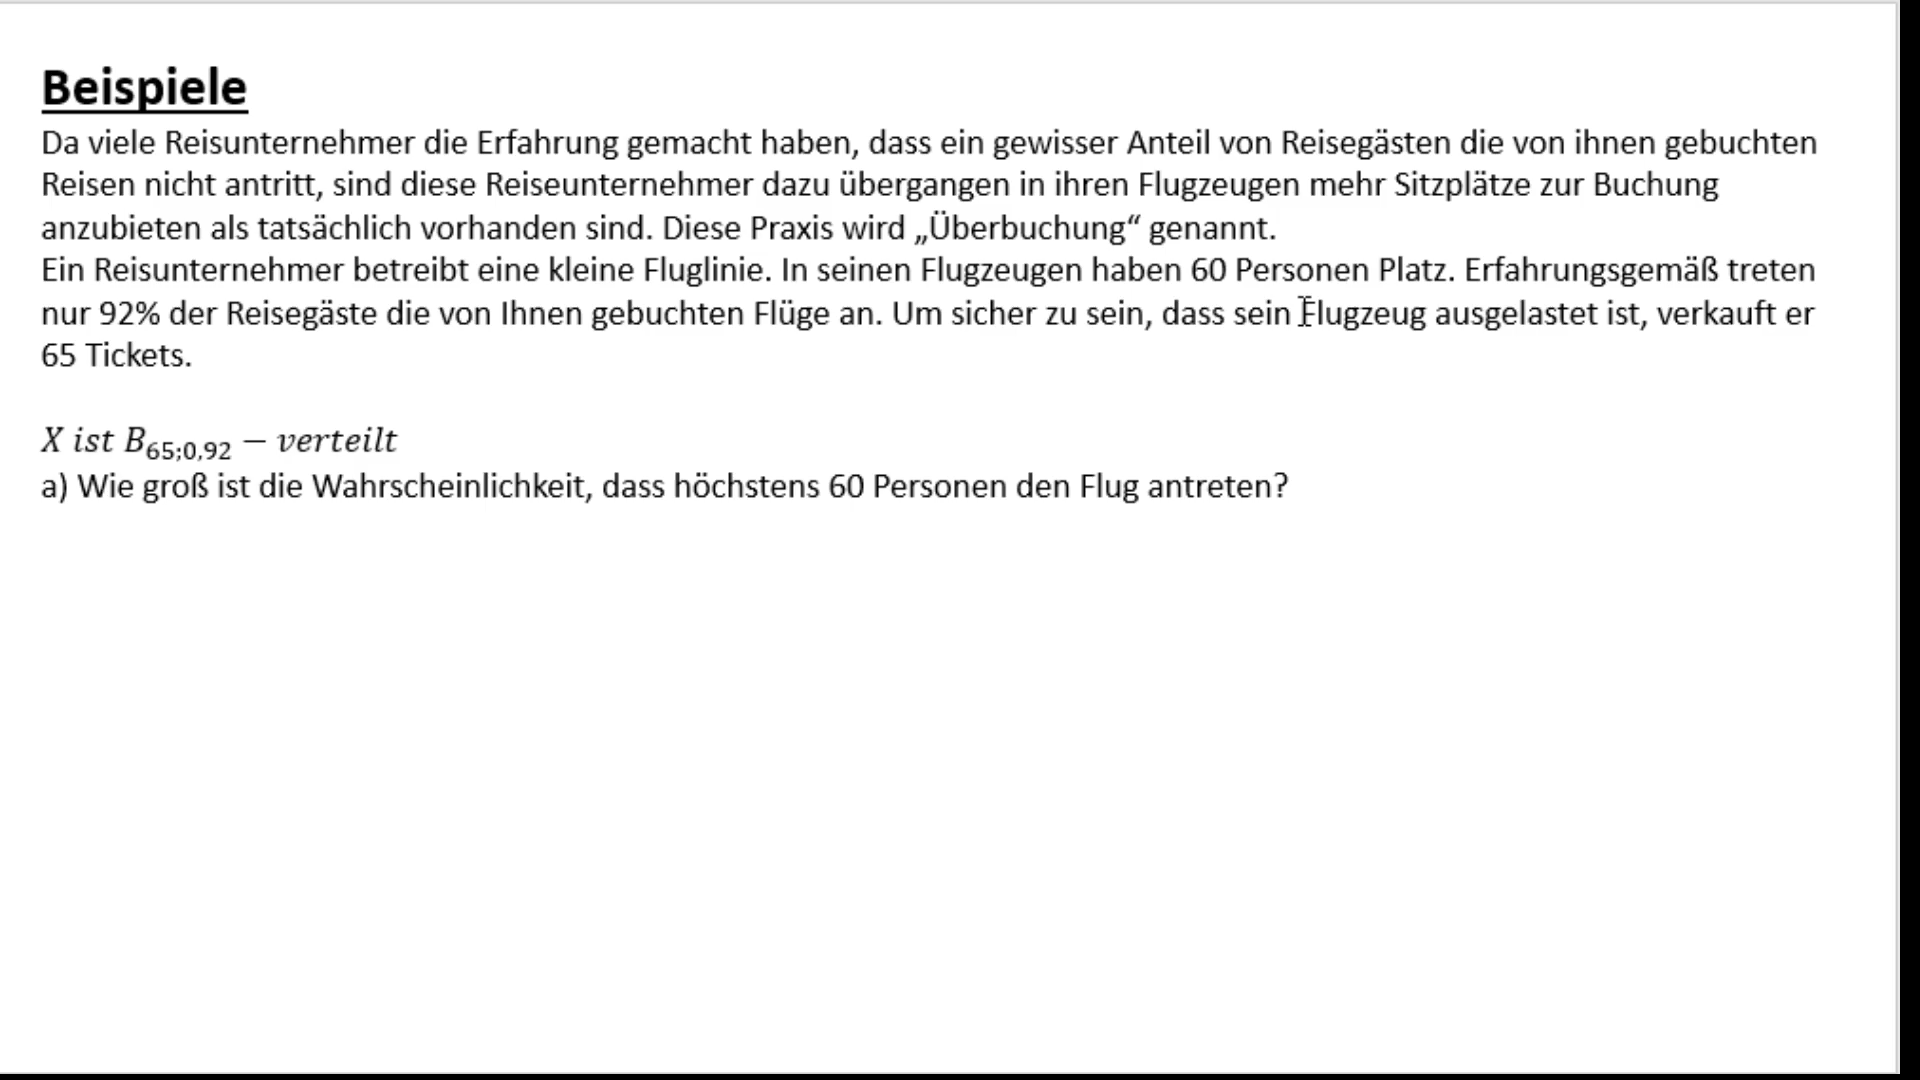 Beispiele
Da viele Reisunternehmer die Erfahrung gemacht haben, dass ein gewisser Anteil von Reisegästen die von ihnen gebuchten
Reisen nicht antritt, sind diese Reiseunternehmer dazu übergangen in ihren Flugzeugen mehr Sitzplätze zur Buchung
anzubieten als tatsächlich vorhanden sind. Diese Praxis wird „Überbuchung“ genannt.
Ein Reisunternehmer betreibt eine kleine Fluglinie. In seinen Flugzeugen haben 60 Personen Platz. Erfahrungsgemäß treten
nur 92% der Reisegäste die von Ihnen gebuchten Flüge an. Um sicher zu sein, dass sein Flugzeug ausgelastet ist, verkauft er
65 Tickets.
X ist B_{65;0,92} − verteilt
a) Wie groß ist die Wahrscheinlichkeit, dass höchstens 60 Personen den Flug antreten?